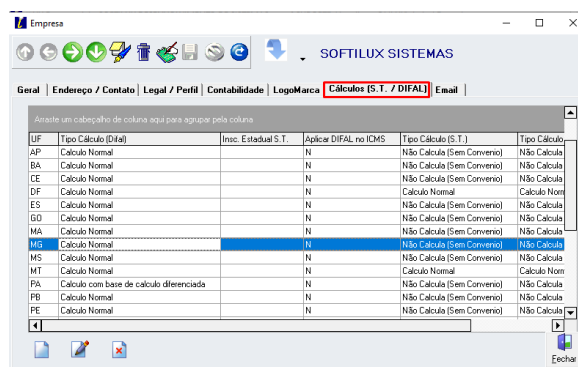 Empresa
SOFTILUX SISTEMAS
Geral Endereço / Contato Legal / Perfil Contabilidade LogoMarca Cálculos (S.T. / DIFAL) Email
Arraste um cabeçalho de coluna aqui para agrupar pela coluna
UF Tipo Cálculo (Difal) Insc. Estadual S.T. Aplicar DIFAL no ICMS Tipo Cálculo (S.T.) Tipo Cálculo
AP Calculo Normal N Não Calcula (Sem Convenio) Não Calcula
BA Calculo Normal N Não Calcula (Sem Convenio) Não Calcula
CE Calculo Normal N Não Calcula (Sem Convenio) Não Calcula
DF Calculo Normal N Calculo Normal Calculo Norm
ES Calculo Normal N Não Calcula (Sem Convenio) Não Calcula
GO Calculo Normal N Não Calcula (Sem Convenio) Não Calcula
MA Calculo Normal N Não Calcula (Sem Convenio) Não Calcula
MG Calculo Normal N Não Calcula (Sem Convenio) Não Calcula
MS Calculo Normal N Não Calcula (Sem Convenio) Não Calcula
MT Calculo Normal N Calculo Normal Calculo Norm
PA Calculo com base de calculo diferenciada N Não Calcula (Sem Convenio) Não Calcula
PB Calculo Normal N Não Calcula (Sem Convenio) Não Calcula
PE Calculo Normal N Não Calcula (Sem Convenio) Não Calcula
Fechar